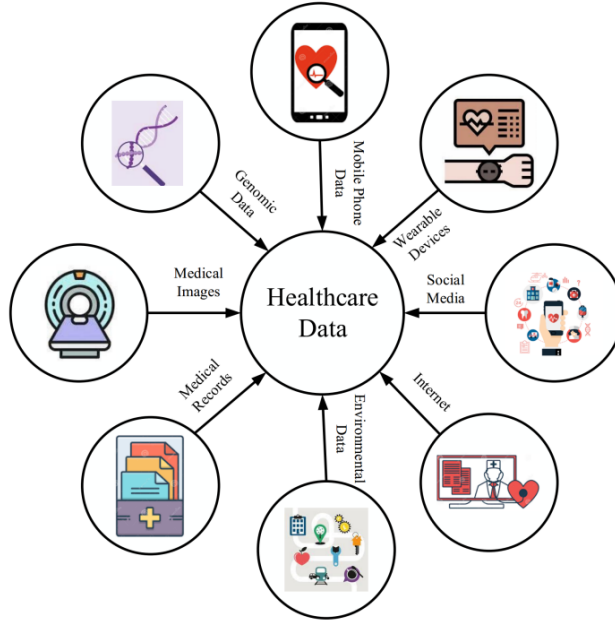 Mobile Phone
Data
Genomic
Data
Wearable
Devices
Medical
Images
Healthcare
Data
Social
Media
Medical
Records
Environmental
Data
Internet